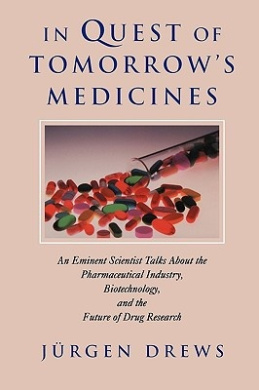 IN QUEST OF
TOMORROW'S
MEDICINES
An Eminent Scientist Talks About the
Pharmaceutical Industry,
Biotechnology,
and the
Future of Drug Research
JÜRGEN DREWS